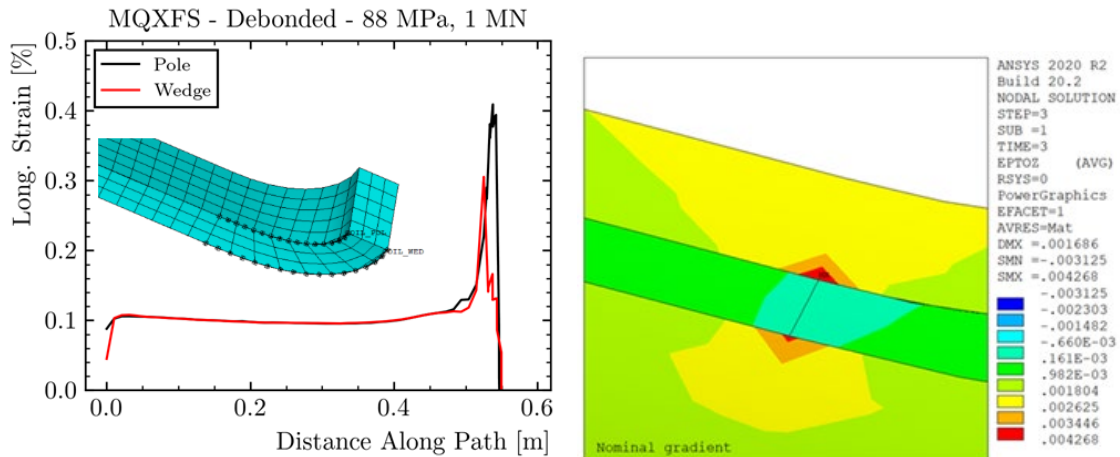 MQXFS - Debonded - 88 MPa, 1 MN
Long. Strain [%]
0.5
0.4
0.3
0.2
0.1
0.0
Pole
Wedge
0.0
0.2
0.4
0.6
Distance Along Path [m]
ANSYS 2020 R2
Build 20.2
NODAL SOLUTION
STEP=3
SUB =1
TIME=3
EPTOZ (AVG)
RSYS=0
PowerGraphics
EFACET=1
AVRES=Mat
DMX =.001686
SMN =-.003125
SMX =.004268
-.003125
-.002303
-.001482
-.660E-03
.161E-03
.982E-03
.001804
.002625
.003446
.004268
Nominal gradient